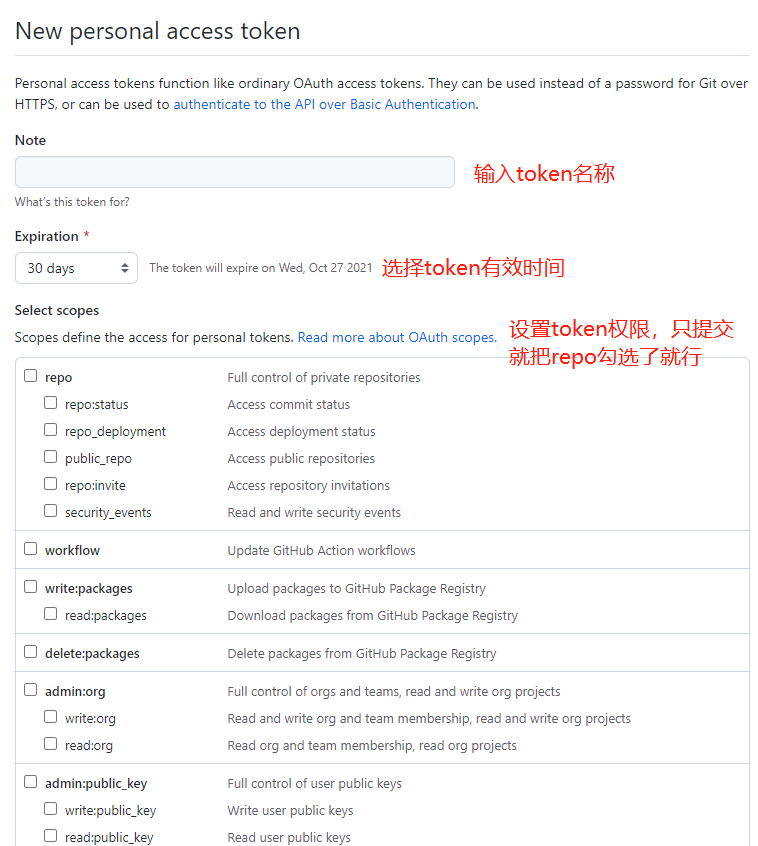 New personal access token
Personal access tokens function like ordinary OAuth access tokens. They can be used instead of a password for Git over
HTTPS, or can be used to authenticate to the API over Basic Authentication.
Note
输入token名称
What's this token for?
Expiration *
30 days The token will expire on Wed, Oct 27 2021 选择token有效时间
Select scopes
Scopes define the access for personal tokens. Read more about OAuth scopes.
设置token权限，只提交
就把repo勾选了就行
repo Full control of private repositories
repo:status Access commit status
repo_deployment Access deployment status
public_repo Access public repositories
repo:invite Access repository invitations
security_events Read and write security events
workflow Update GitHub Action workflows
write:packages Upload packages to GitHub Package Registry
read:packages Download packages from GitHub Package Registry
delete:packages Delete packages from GitHub Package Registry
admin:org Full control of orgs and teams, read and write org projects
write:org Read and write org and team membership, read and write org projects
read:org Read org and team membership, read org projects
admin:public_key Full control of user public keys
write:public_key Write user public keys
read:public_key Read user public keys